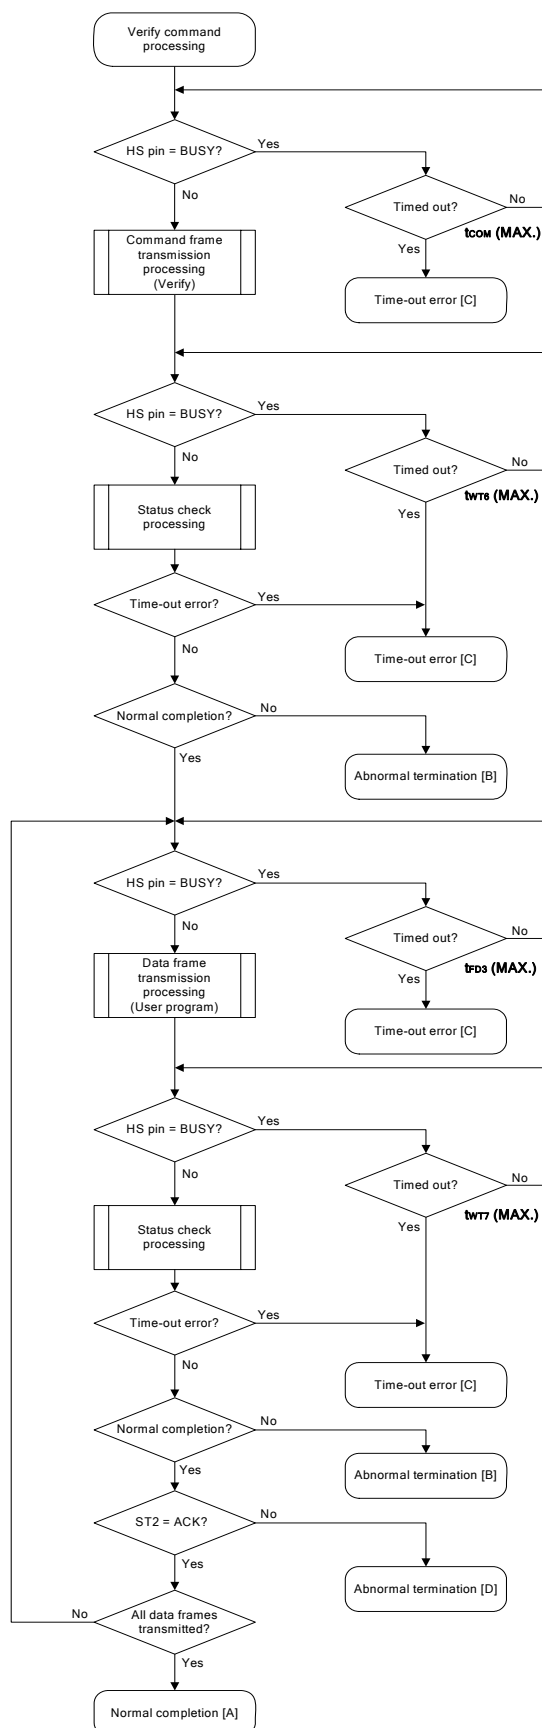 Verify command
processing
HS pin = BUSY?
Yes
No
Timed out?
No
tCOM (MAX.)
Yes
Command frame
transmission
processing
(Verify)
Time-out error [C]
HS pin = BUSY?
Yes
No
Timed out?
No
tWT6 (MAX.)
Yes
Status check
processing
Time-out error?
Yes
No
Time-out error [C]
Normal completion?
No
Yes
Abnormal termination [B]
HS pin = BUSY?
Yes
No
Timed out?
No
tFD3 (MAX.)
Yes
Data frame
transmission
processing
(User program)
Time-out error [C]
HS pin = BUSY?
Yes
No
Timed out?
No
tWT7 (MAX.)
Yes
Status check
processing
Time-out error?
Yes
No
Time-out error [C]
Normal completion?
No
Yes
Abnormal termination [B]
ST2 = ACK?
No
Yes
Abnormal termination [D]
No
All data frames
transmitted?
Yes
Normal completion [A]